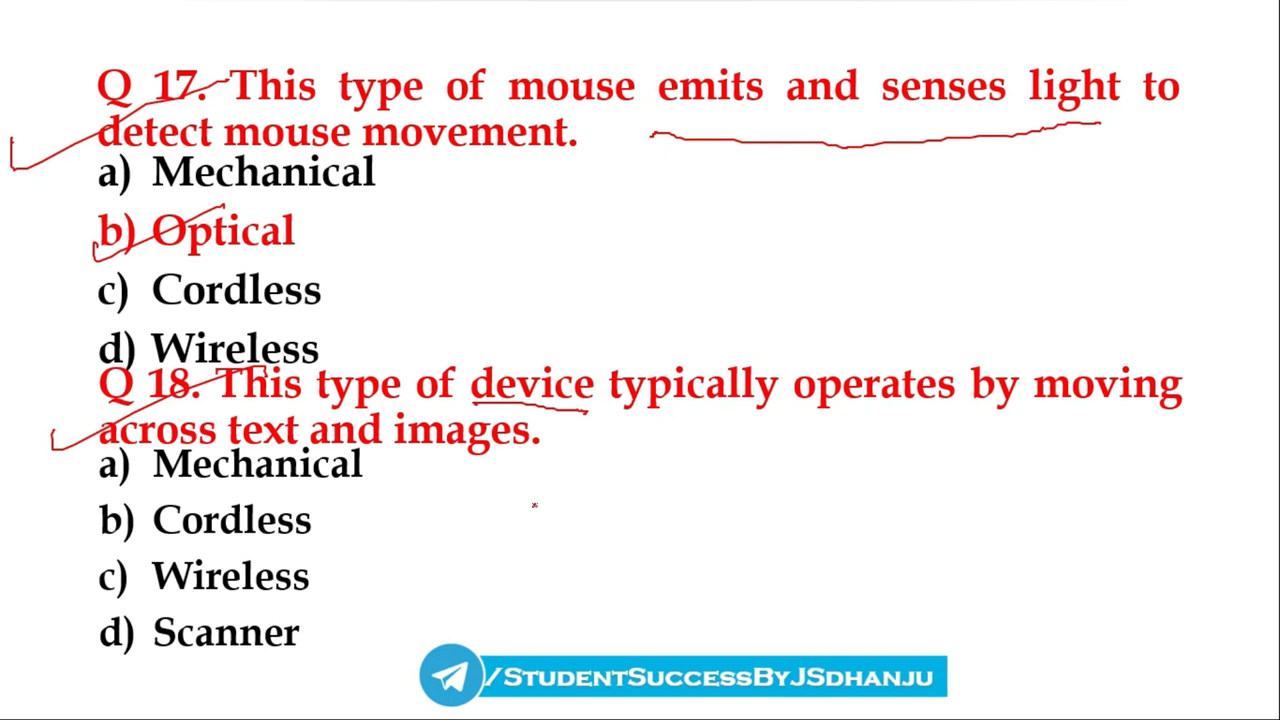 Q 17. This type of mouse emits and senses light to
detect mouse movement.
a) Mechanical
b) Optical
c) Cordless
d) Wireless
Q 18. This type of device typically operates by moving
across text and images.
a) Mechanical
b) Cordless
c) Wireless
d) Scanner
/StudentSuccessByJSdhanju